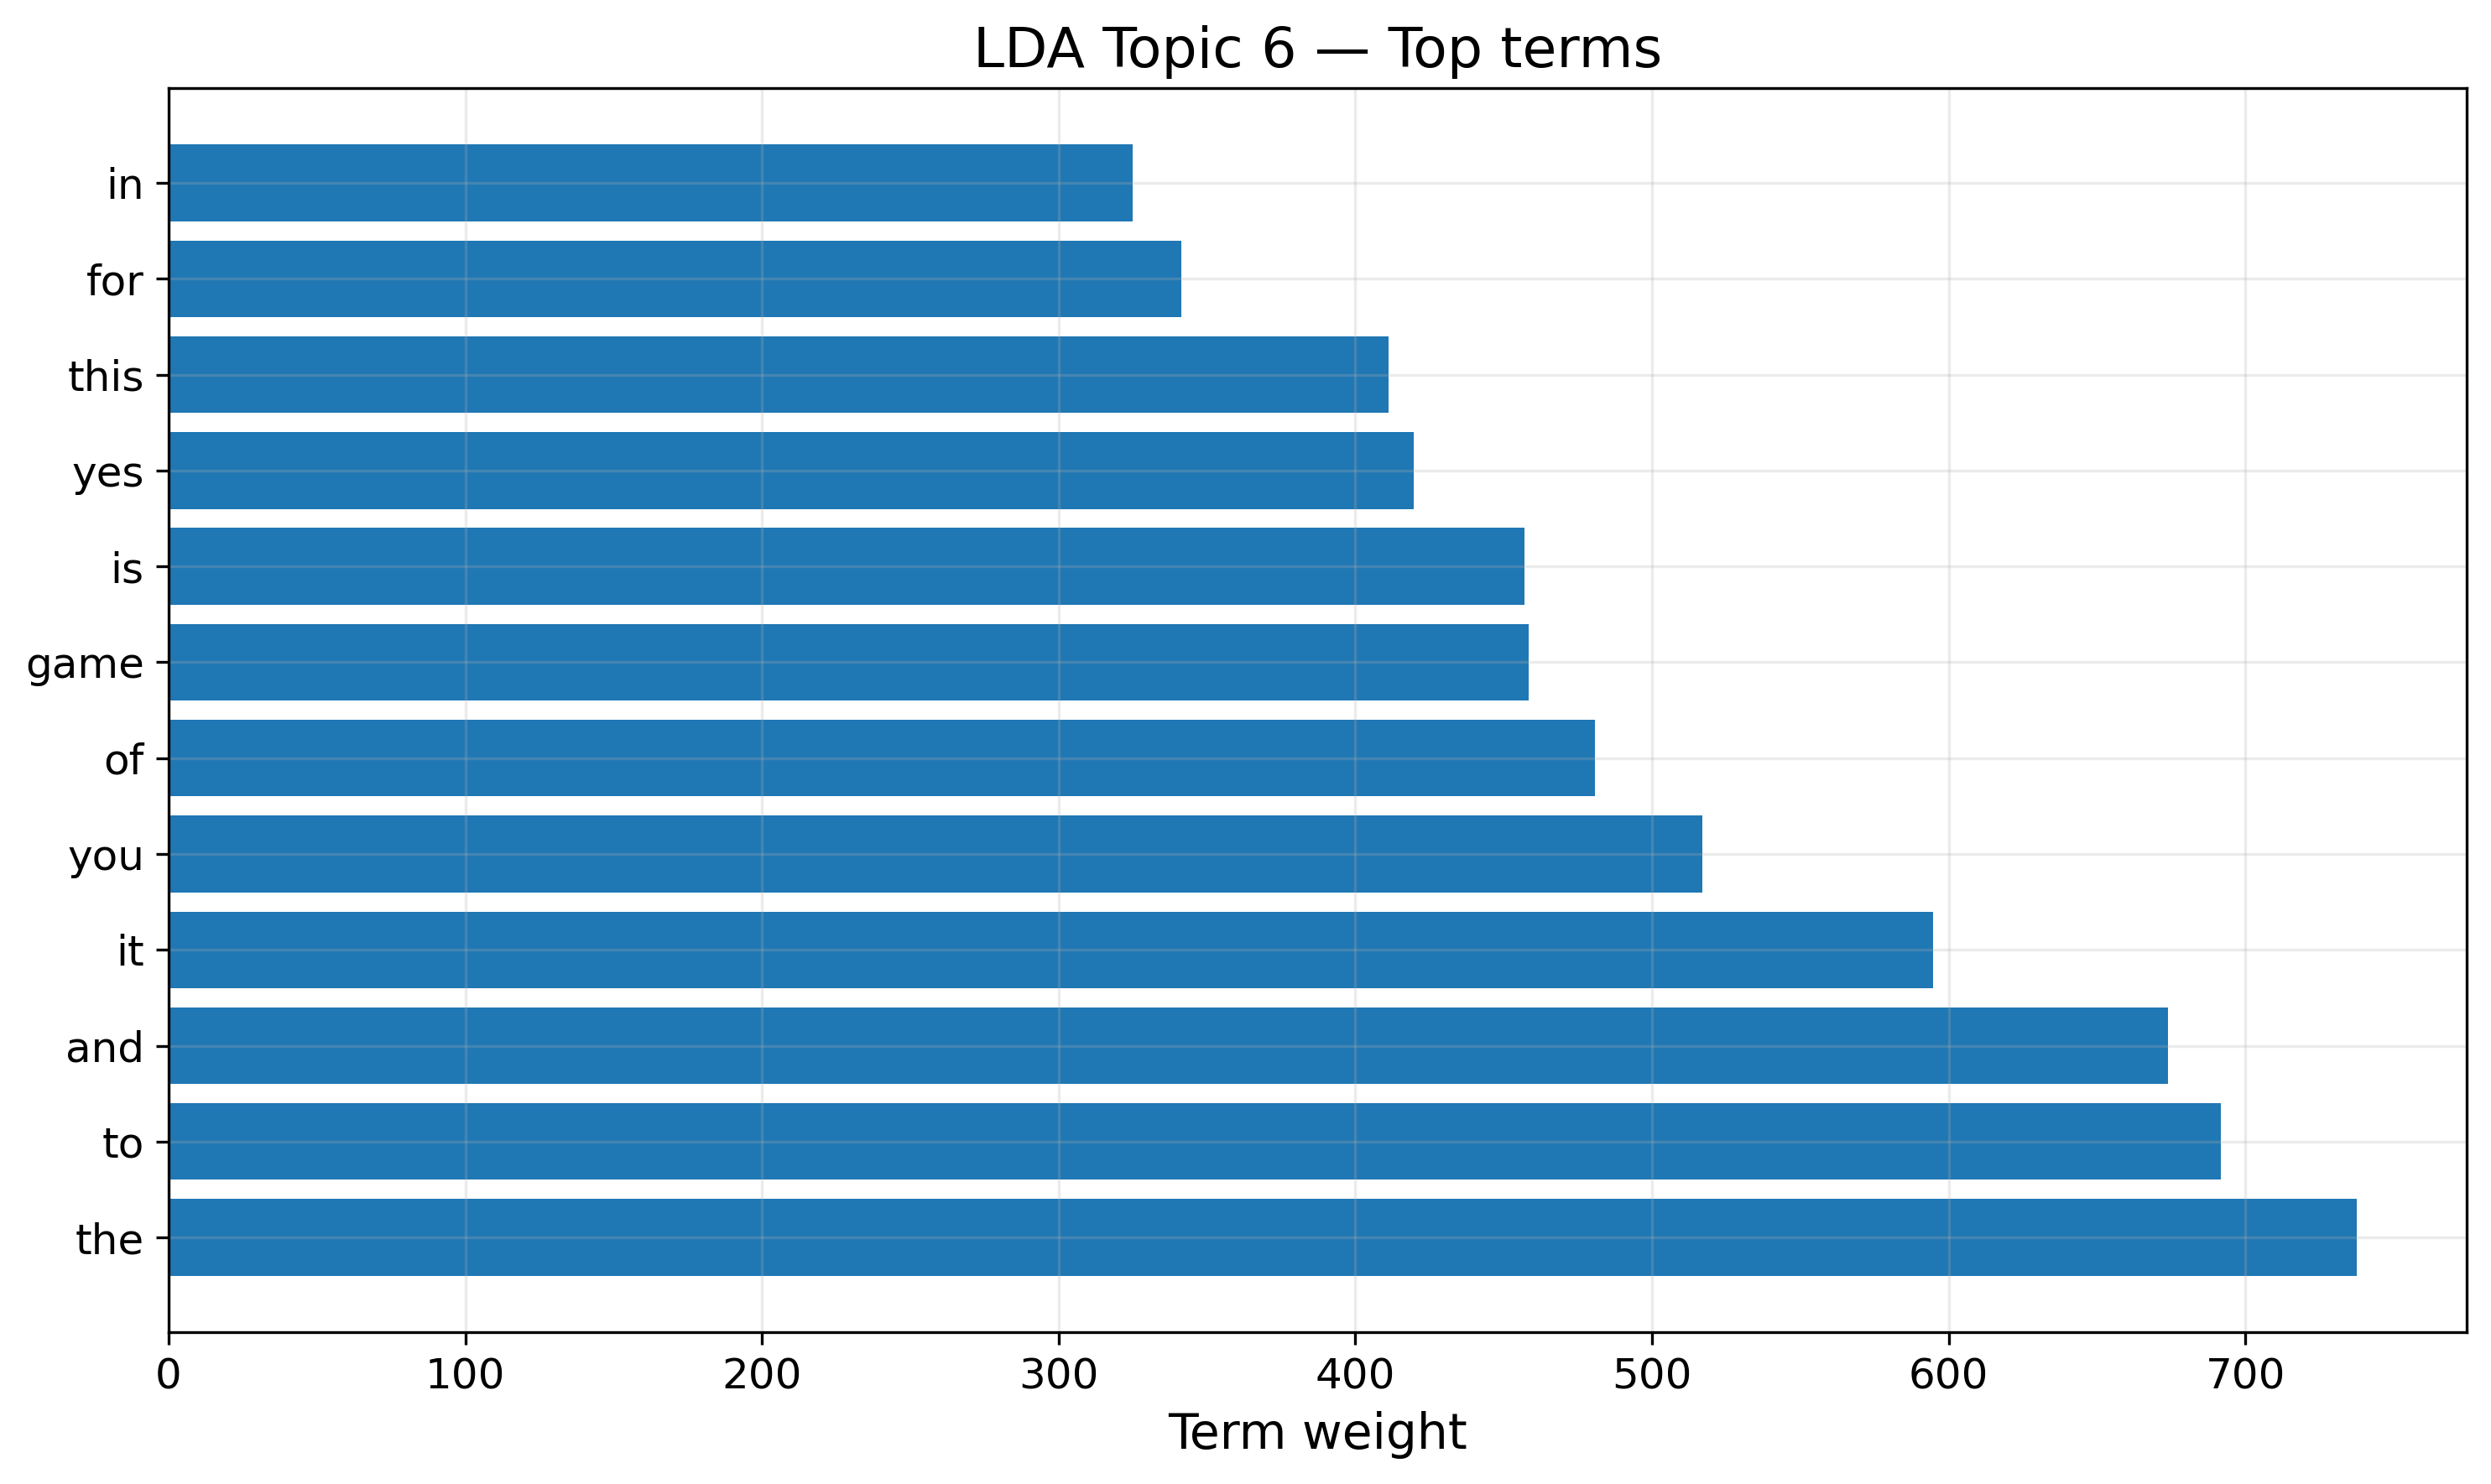 LDA Topic 6 — Top terms
in
for
this
yes
is
game
of
you
it
and
to
the
0 100 200 300 400 500 600 700
Term weight